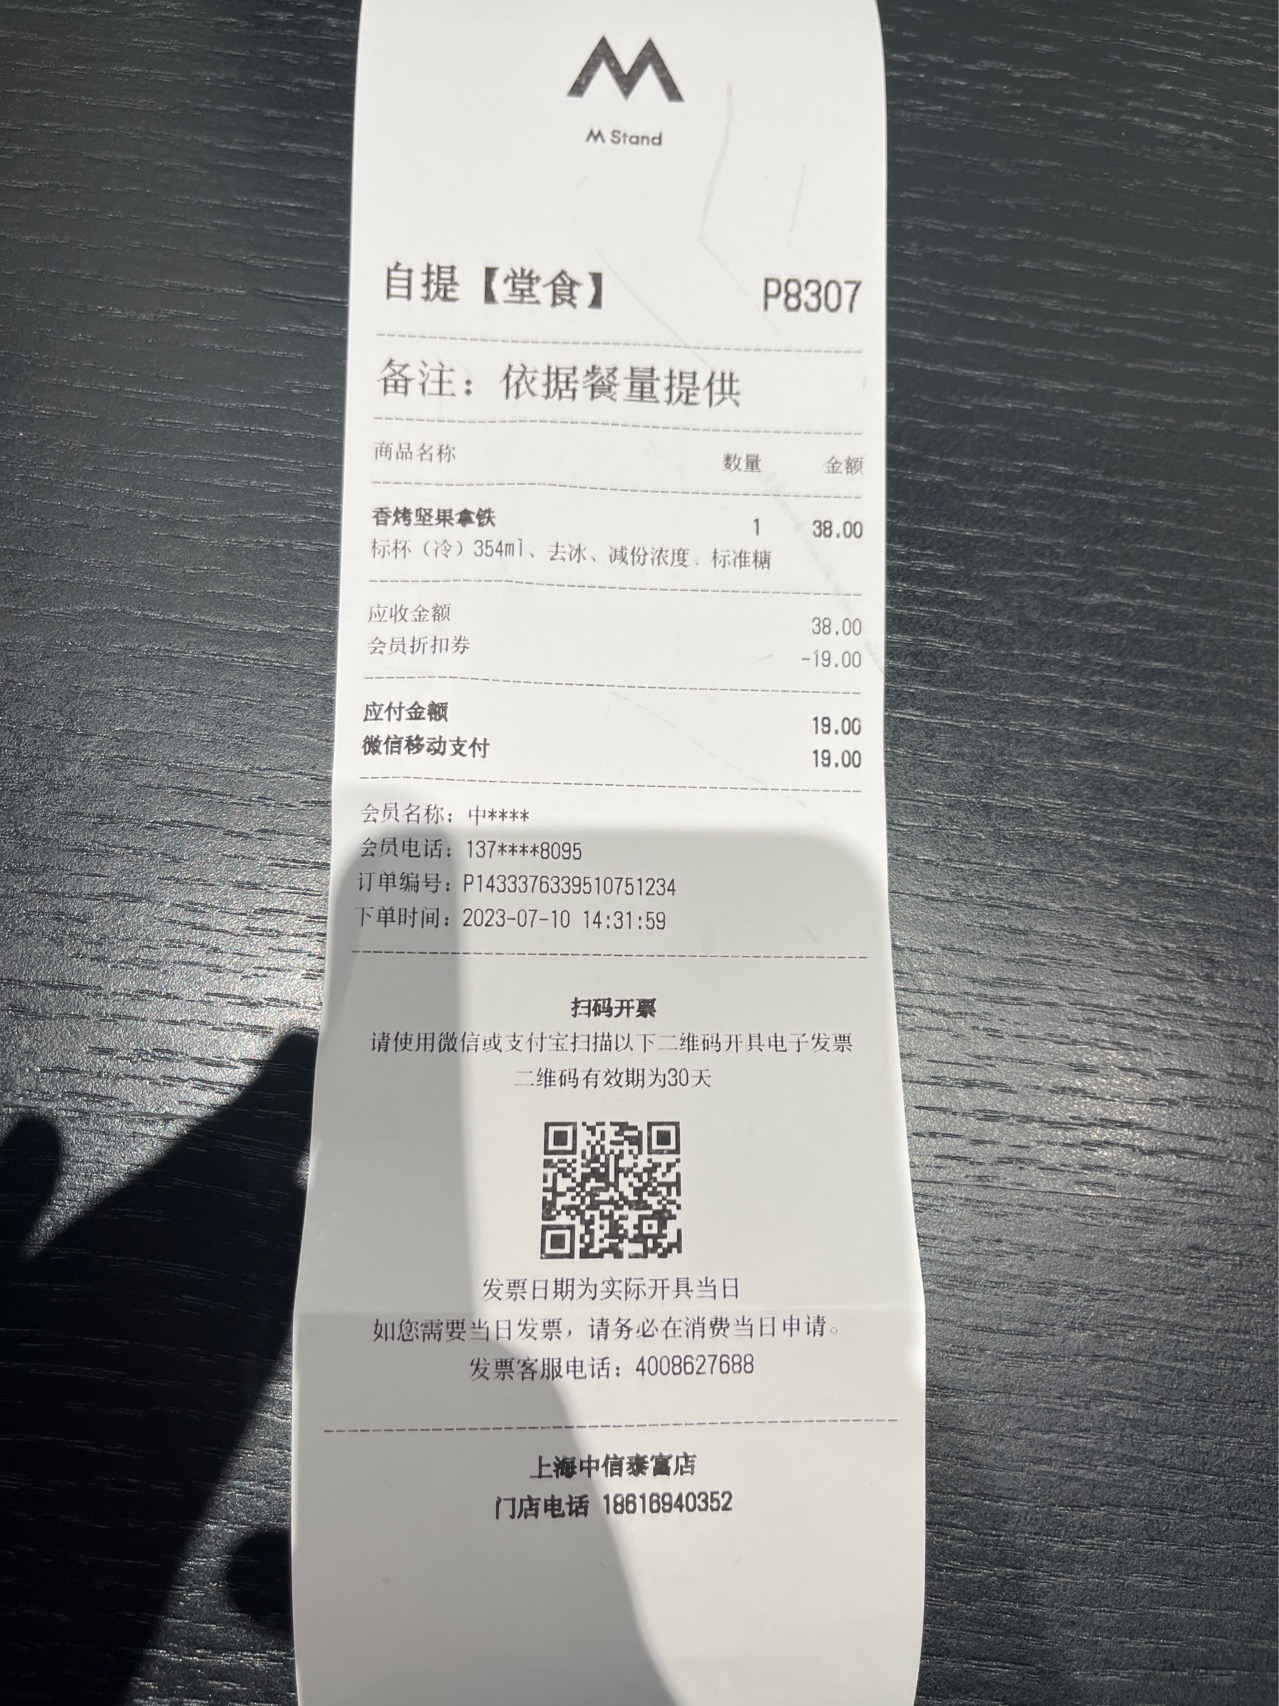 M Stand
自提【堂食】 P8307
备注：依据餐量提供
商品名称 数量 金额
香烤坚果拿铁 1 38.00
标杯（冷）354ml、去冰、减份浓度、标准糖
应收金额 38.00
会员折扣券 -19.00
应付金额 19.00
微信移动支付 19.00
会员名称：中****
会员电话：137****8095
订单编号：P1433376339510751234
下单时间：2023-07-10 14:31:59
扫码开票
请使用微信或支付宝扫描以下二维码开具电子发票
二维码有效期为30天
发票日期为实际开具当日
如您需要当日发票，请务必在消费当日申请。
发票客服电话：4008627688
上海中信泰富店
门店电话 18616940352